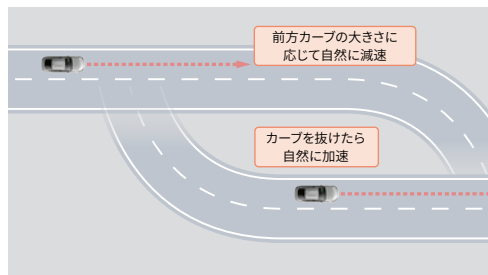 前方カーブの大きさに
応じて自然に減速
カーブを抜けたら
自然に加速